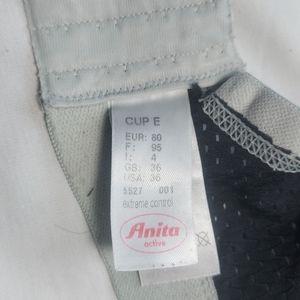 CUP E
EUR: 80
F: 95
I: 4
GB: 36
USA: 36
5527 001
extreme control
Anita
active